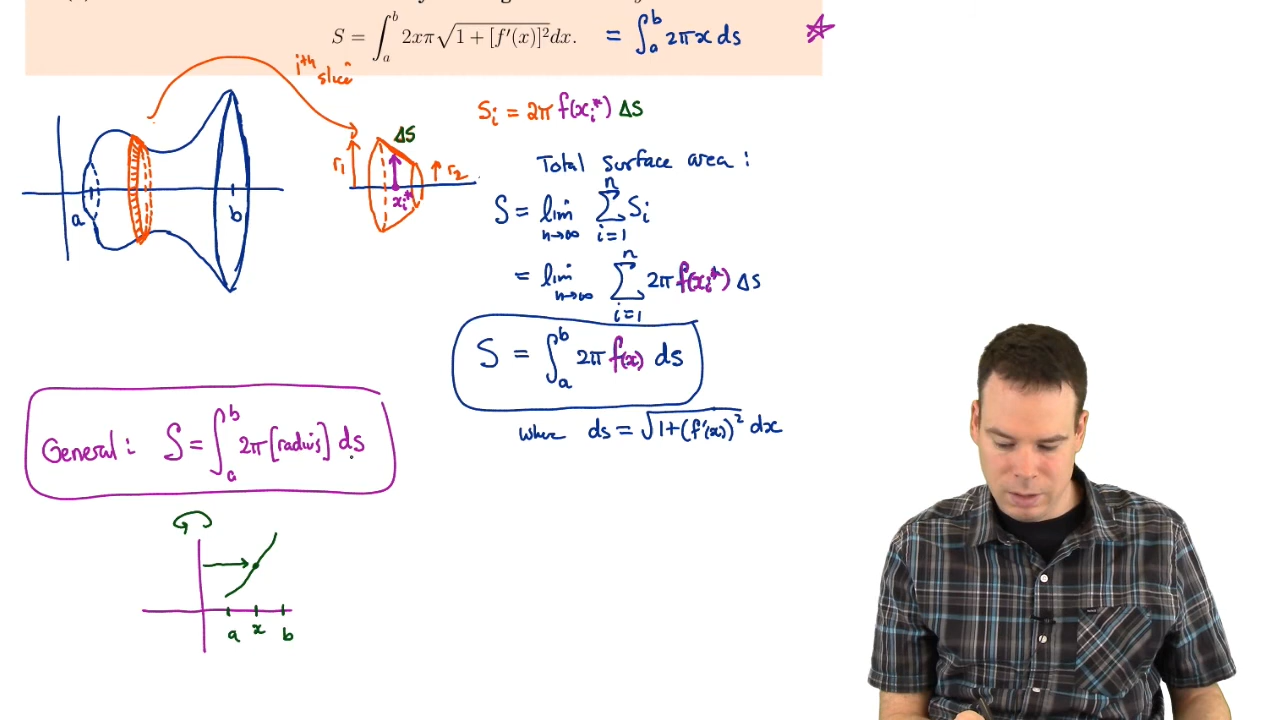 S = ∫_a^b 2xπ√(1 + [f′(x)]²)dx. = ∫_a^b 2πx ds
iᵗʰ slice
Sᵢ = 2π f(xᵢ*) ΔS
ΔS
r₁
r₂
xᵢ*
a
b
Total surface area :
S = lim_{n→∞} Σ_{i=1}^n Sᵢ
= lim_{n→∞} Σ_{i=1}^n 2π f(xᵢ*) ΔS
S = ∫_a^b 2π f(x) ds
where ds = √(1+(f′(x))²) dx
General : S = ∫_a^b 2π [radius] ds
a x b